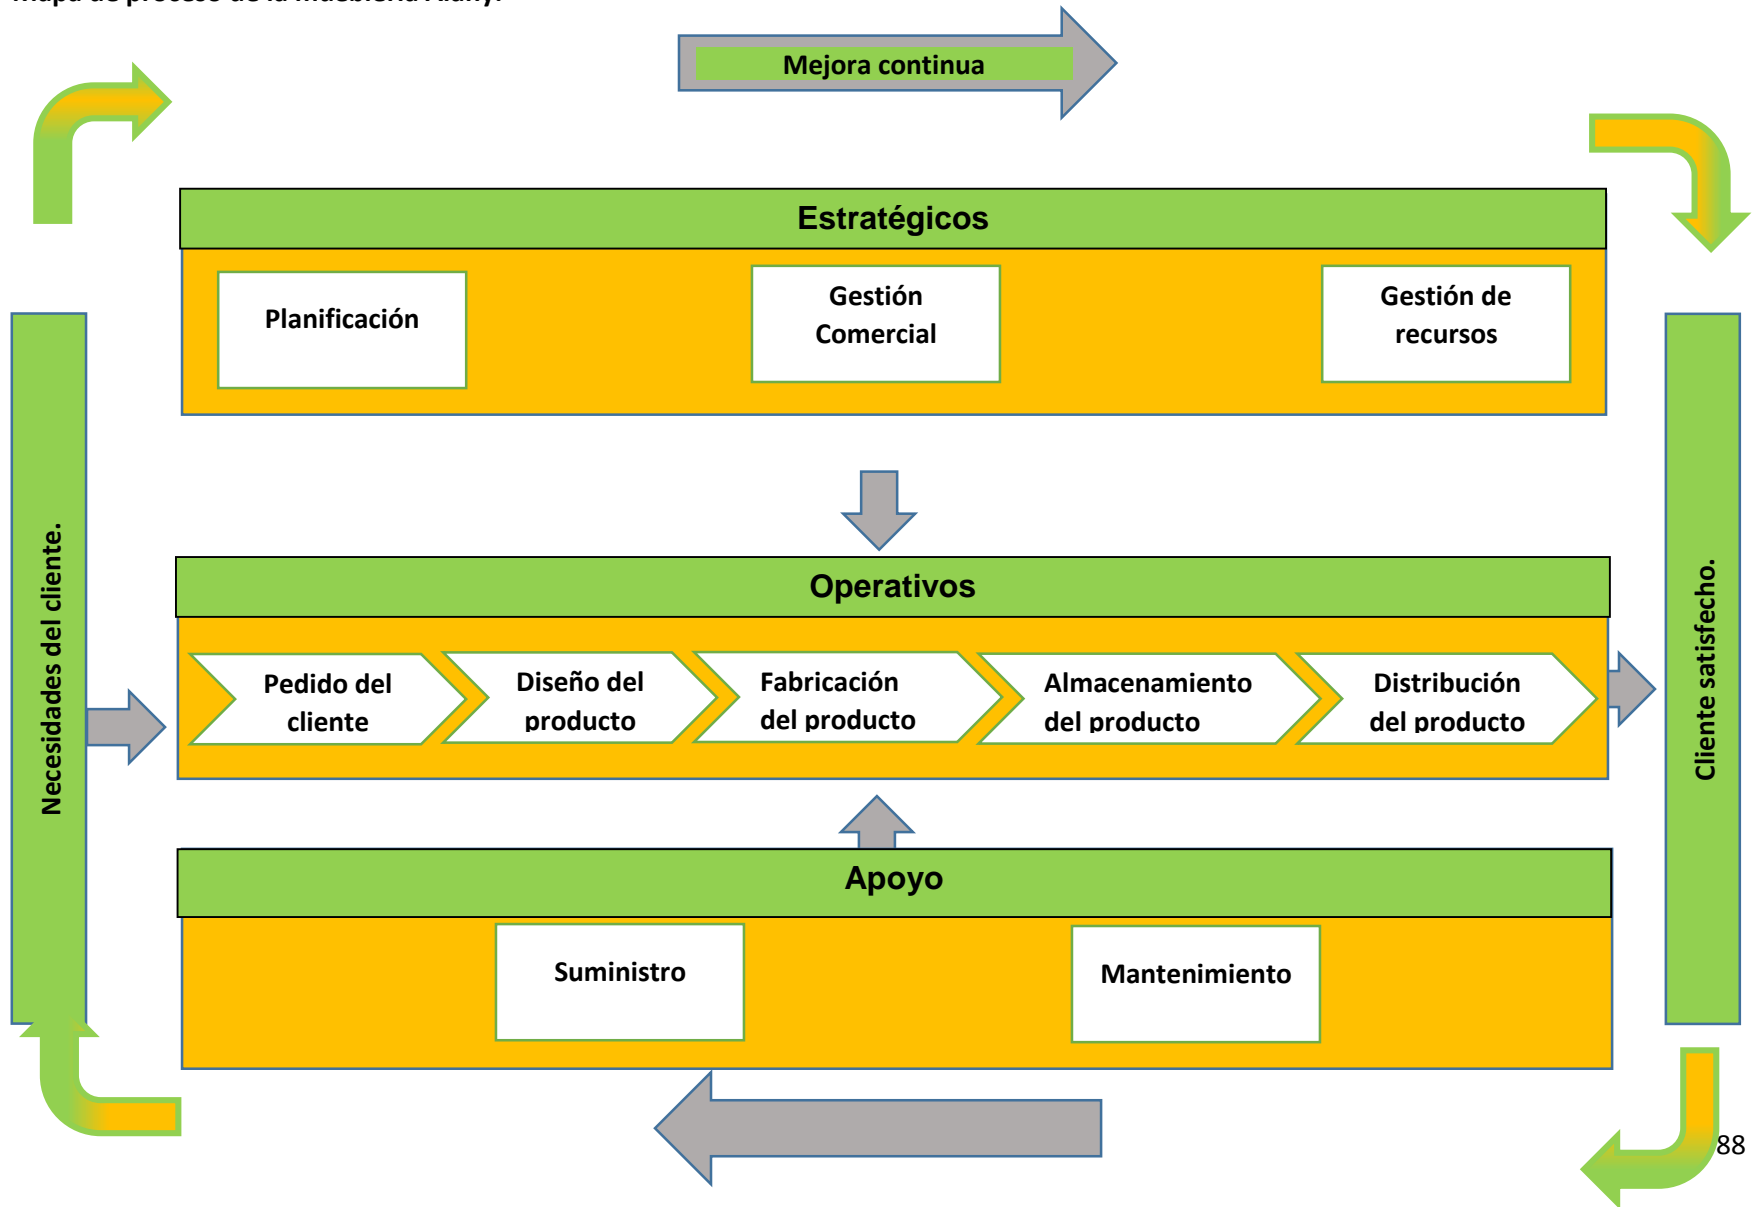 Mejora continua
Estratégicos
Planificación
Gestión
Comercial
Gestión de
recursos
Necesidades del cliente.
Operativos
Pedido del
cliente
Diseño del
producto
Fabricación
del producto
Almacenamiento
del producto
Distribución
del producto
Cliente satisfecho.
Apoyo
Suministro
Mantenimiento
88